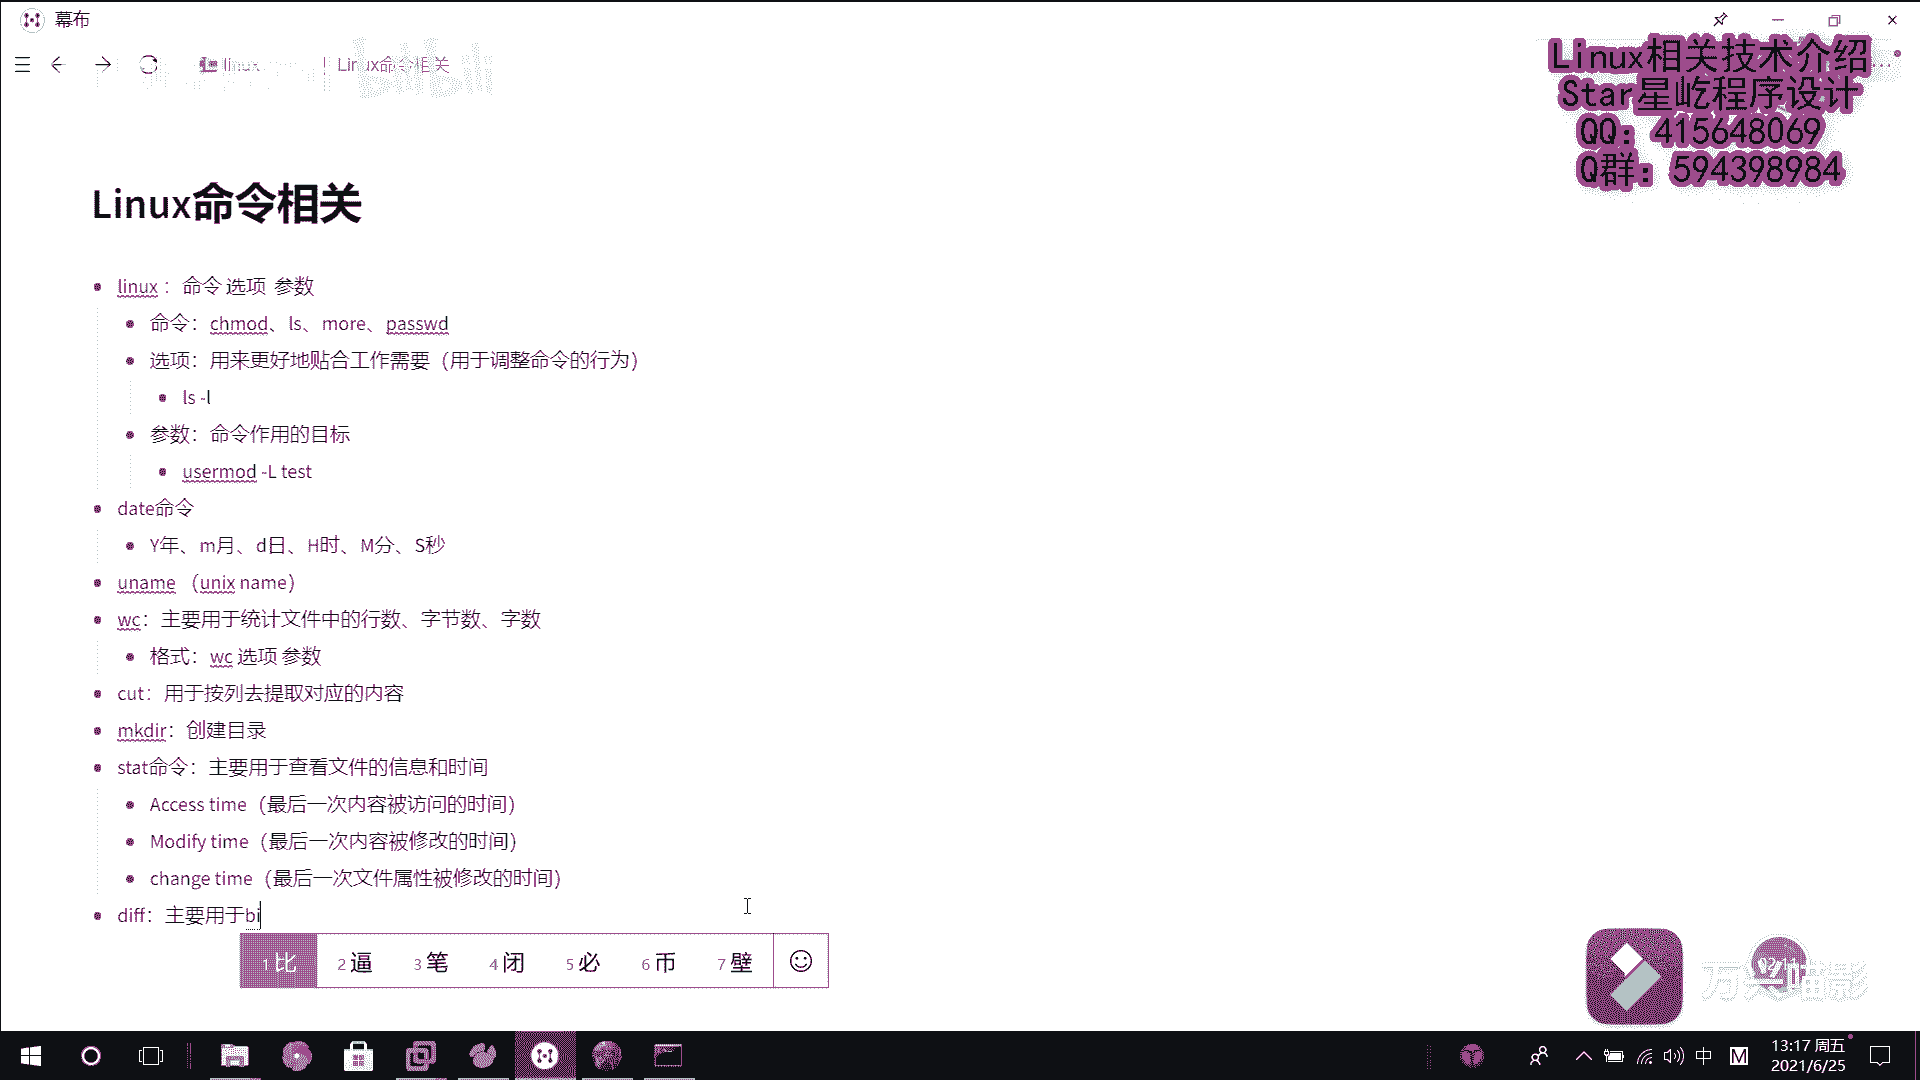 幕布
linux
Linux命令相关
Linux相关技术介绍
Star星屹程序设计
QQ：415648069
Q群：594398984
Linux命令相关
linux：命令 选项 参数
命令：chmod、ls、more、passwd
选项：用来更好地贴合工作需要（用于调整命令的行为）
ls -l
参数：命令作用的目标
usermod -L test
date命令
Y年、m月、d日、H时、M分、S秒
uname （unix name）
wc：主要用于统计文件中的行数、字节数、字数
格式：wc 选项 参数
cut：用于按列去提取对应的内容
mkdir：创建目录
stat命令：主要用于查看文件的信息和时间
Access time（最后一次内容被访问的时间）
Modify time（最后一次内容被修改的时间）
change time（最后一次文件属性被修改的时间）
diff：主要用于bi
1 比 2 逼 3 笔 4 闭 5 必 6 币 7 壁
万兴喵影
中 M 13:17 周五
2021/6/25